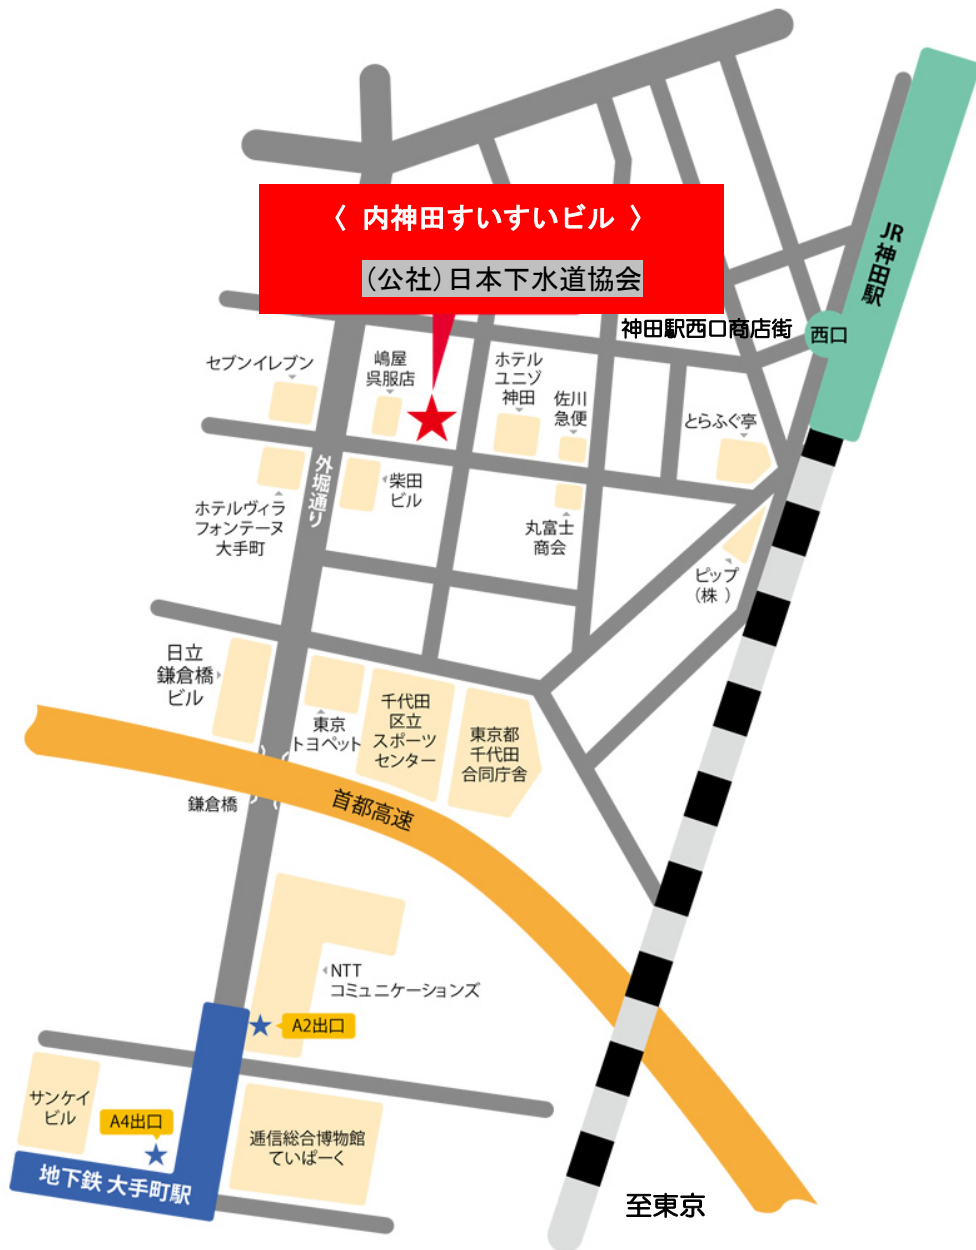 〈 内神田すいすいビル 〉
(公社)日本下水道協会
JR
神田駅
西口
神田駅西口商店街
セブンイレブン
嶋屋
呉服店
ホテル
ユニゾ
神田
佐川
急便
とらふぐ亭
外堀通り
柴田
ビル
ホテルヴィラ
フォンテーヌ
大手町
丸富士
商会
ピップ
(株 )
日立
鎌倉橋
ビル
東京
トヨペット
千代田
区立
スポーツ
センター
東京都
千代田
合同庁舎
鎌倉橋
首都高速
NTT
コミュニケーションズ
A2出口
サンケイ
ビル
A4出口
逓信総合博物館
ていぱーく
地下鉄 大手町駅
至東京